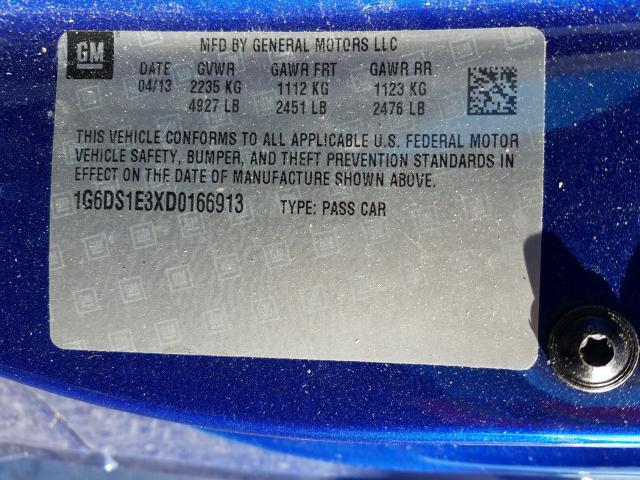 GM
MFD BY GENERAL MOTORS LLC
DATE GVWR GAWR FRT GAWR RR
04/13 2235 KG 1112 KG 1123 KG
4927 LB 2451 LB 2476 LB
THIS VEHICLE CONFORMS TO ALL APPLICABLE U.S. FEDERAL MOTOR
VEHICLE SAFETY, BUMPER, AND THEFT PREVENTION STANDARDS IN
EFFECT ON THE DATE OF MANUFACTURE SHOWN ABOVE.
1G6DS1E3XD0166913 TYPE: PASS CAR